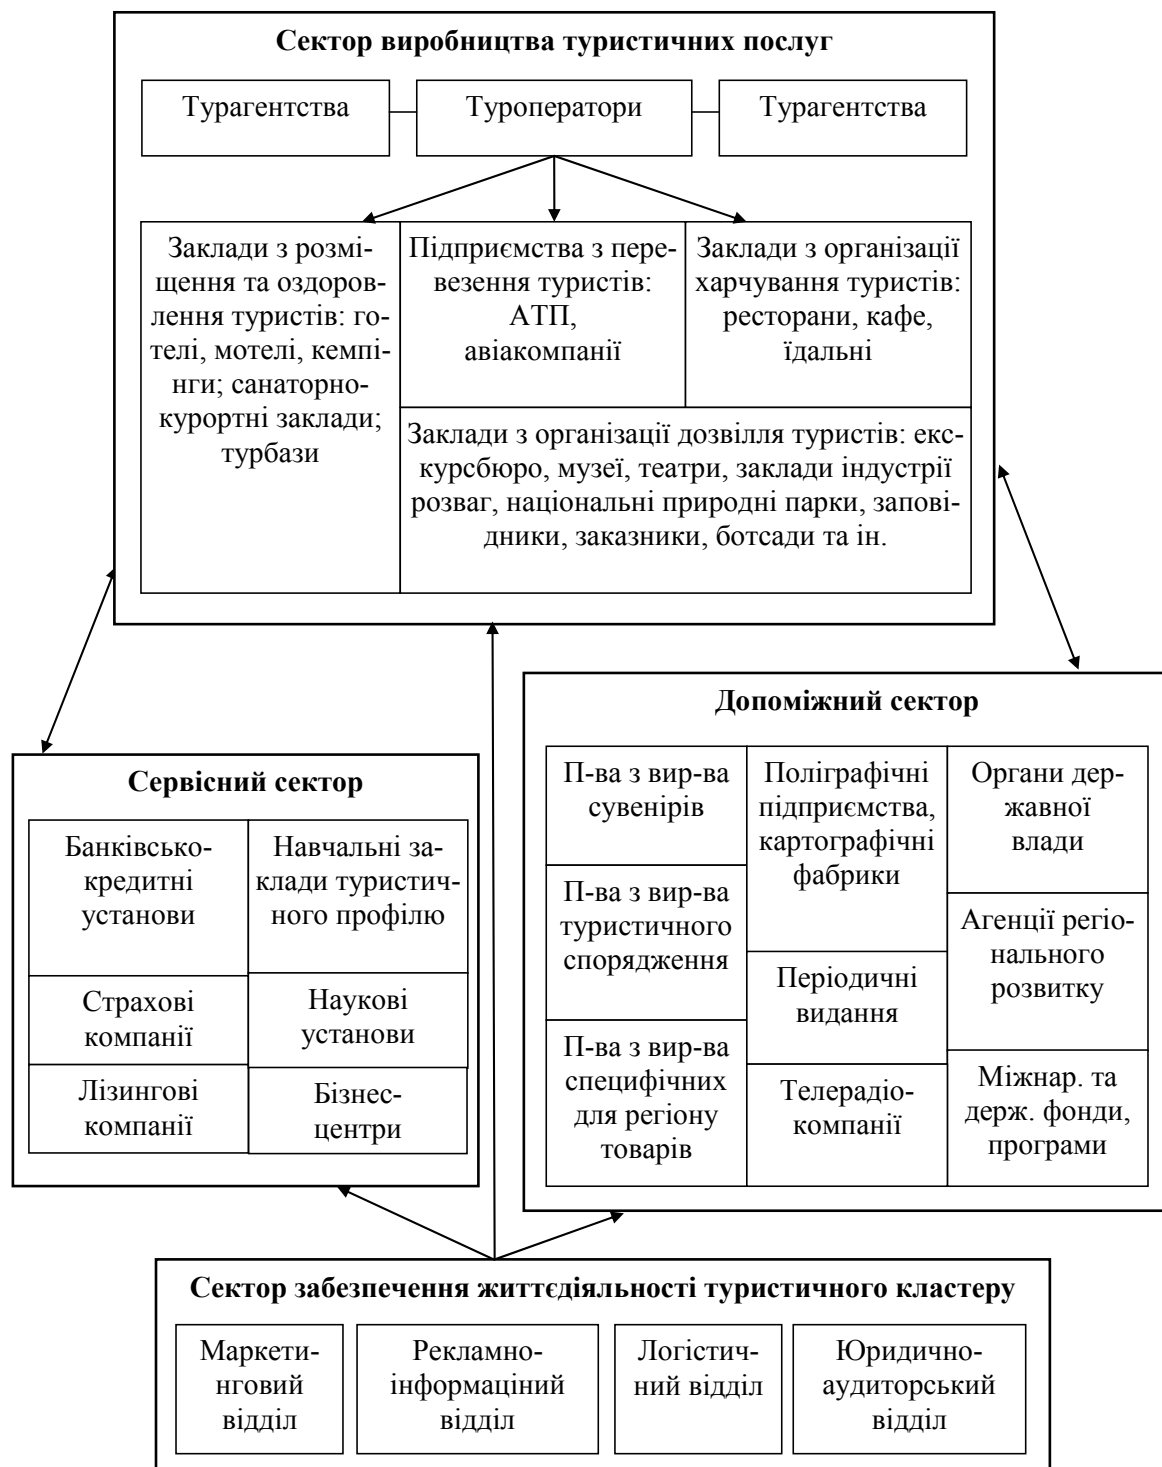 Сектор виробництва туристичних послуг
Турагентства
Туроператори
Турагентства
Заклади з розмі-
щення та оздоров-
лення туристів: го-
телі, мотелі, кемпі-
нги; санаторно-
курортні заклади;
турбази
Підприємства з пере-
везення туристів:
АТП,
авіакомпанії
Заклади з організації
харчування туристів:
ресторани, кафе,
їдальні
Заклади з організації дозвілля туристів: екс-
курсбюро, музеї, театри, заклади індустрії
розваг, національні природні парки, запові-
дники, заказники, ботсади та ін.
Сервісний сектор
Банківсько-
кредитні
установи
Страхові
компанії
Лізингові
компанії
Навчальні за-
клади туристич-
ного профілю
Наукові
установи
Бізнес-
центри
Допоміжний сектор
П-ва з вир-ва
сувенірів
П-ва з вир-ва
туристичного
спорядження
П-ва з вир-ва
специфічних
для регіону
товарів
Поліграфічні
підприємства,
картографічні
фабрики
Періодичні
видання
Телерадіо-
компанії
Органи дер-
жавної
влади
Агенції регіо-
нального
розвитку
Міжнар. та
держ. фонди,
програми
Сектор забезпечення життєдіяльності туристичного кластеру
Маркети-
нговий
відділ
Рекламно-
інформаціний
відділ
Логістич-
ний відділ
Юридично-
аудиторський
відділ